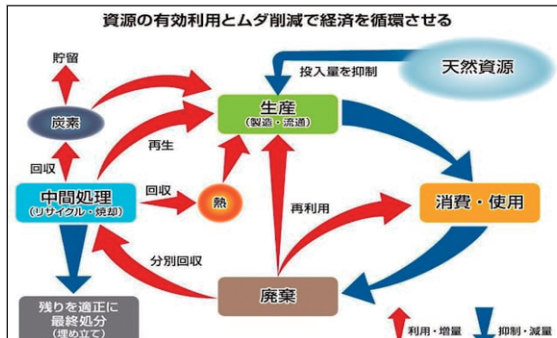 資源の有効利用とムダ削減で経済を循環させる
貯留
投入量を抑制
天然資源
炭素
生産
(製造・流通)
回収
再生
中間処理
(リサイクル・焼却)
回収
熱
再利用
消費・使用
分別回収
廃棄
残りを適正に
最終処分
(埋め立て)
利用・増量
抑制・減量